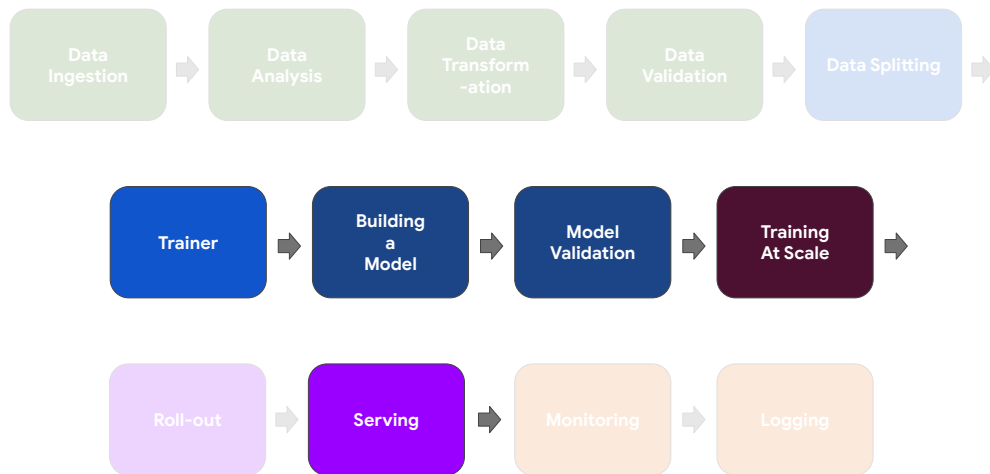 Data
Ingestion
Data
Analysis
Data
Transform
-ation
Data
Validation
Data Splitting
Trainer
Building
a
Model
Model
Validation
Training
At Scale
Roll-out
Serving
Monitoring
Logging